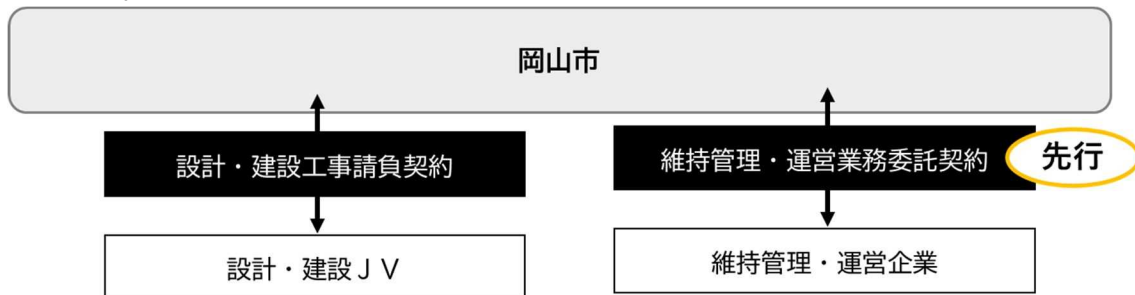 岡山市
設計・建設工事請負契約
維持管理・運営業務委託契約
先行
設計・建設ＪＶ
維持管理・運営企業